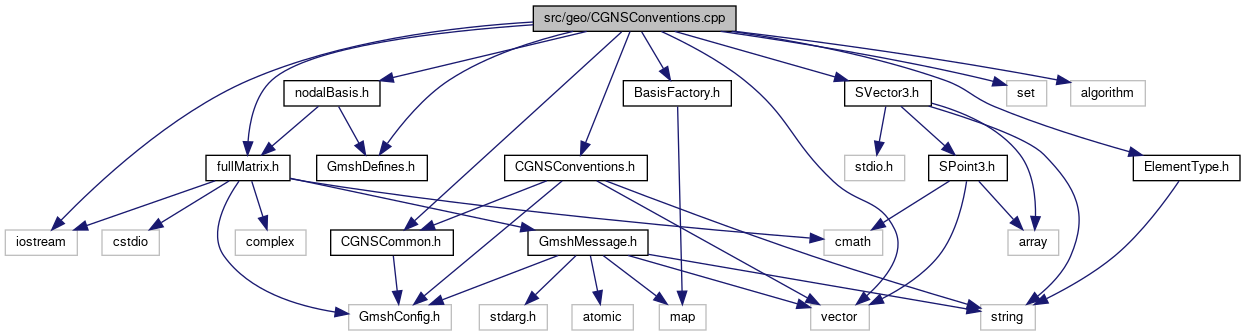 src/geo/CGNSConventions.cpp
nodalBasis.h
BasisFactory.h
SVector3.h
set
algorithm
fullMatrix.h
GmshDefines.h
CGNSConventions.h
stdio.h
SPoint3.h
ElementType.h
iostream
cstdio
complex
CGNSCommon.h
GmshMessage.h
cmath
array
GmshConfig.h
stdarg.h
atomic
map
vector
string